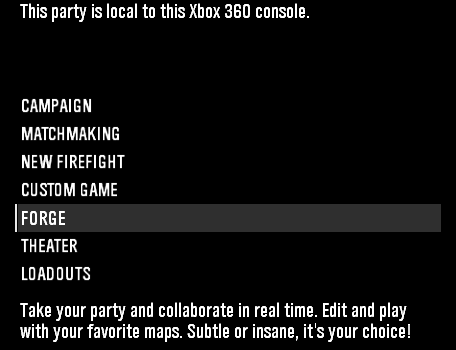 This party is local to this Xbox 360 console.
CAMPAIGN
MATCHMAKING
NEW FIREFIGHT
CUSTOM GAME
FORGE
THEATER
LOADOUTS
Take your party and collaborate in real time. Edit and play
with your favorite maps. Subtle or insane, it's your choice!